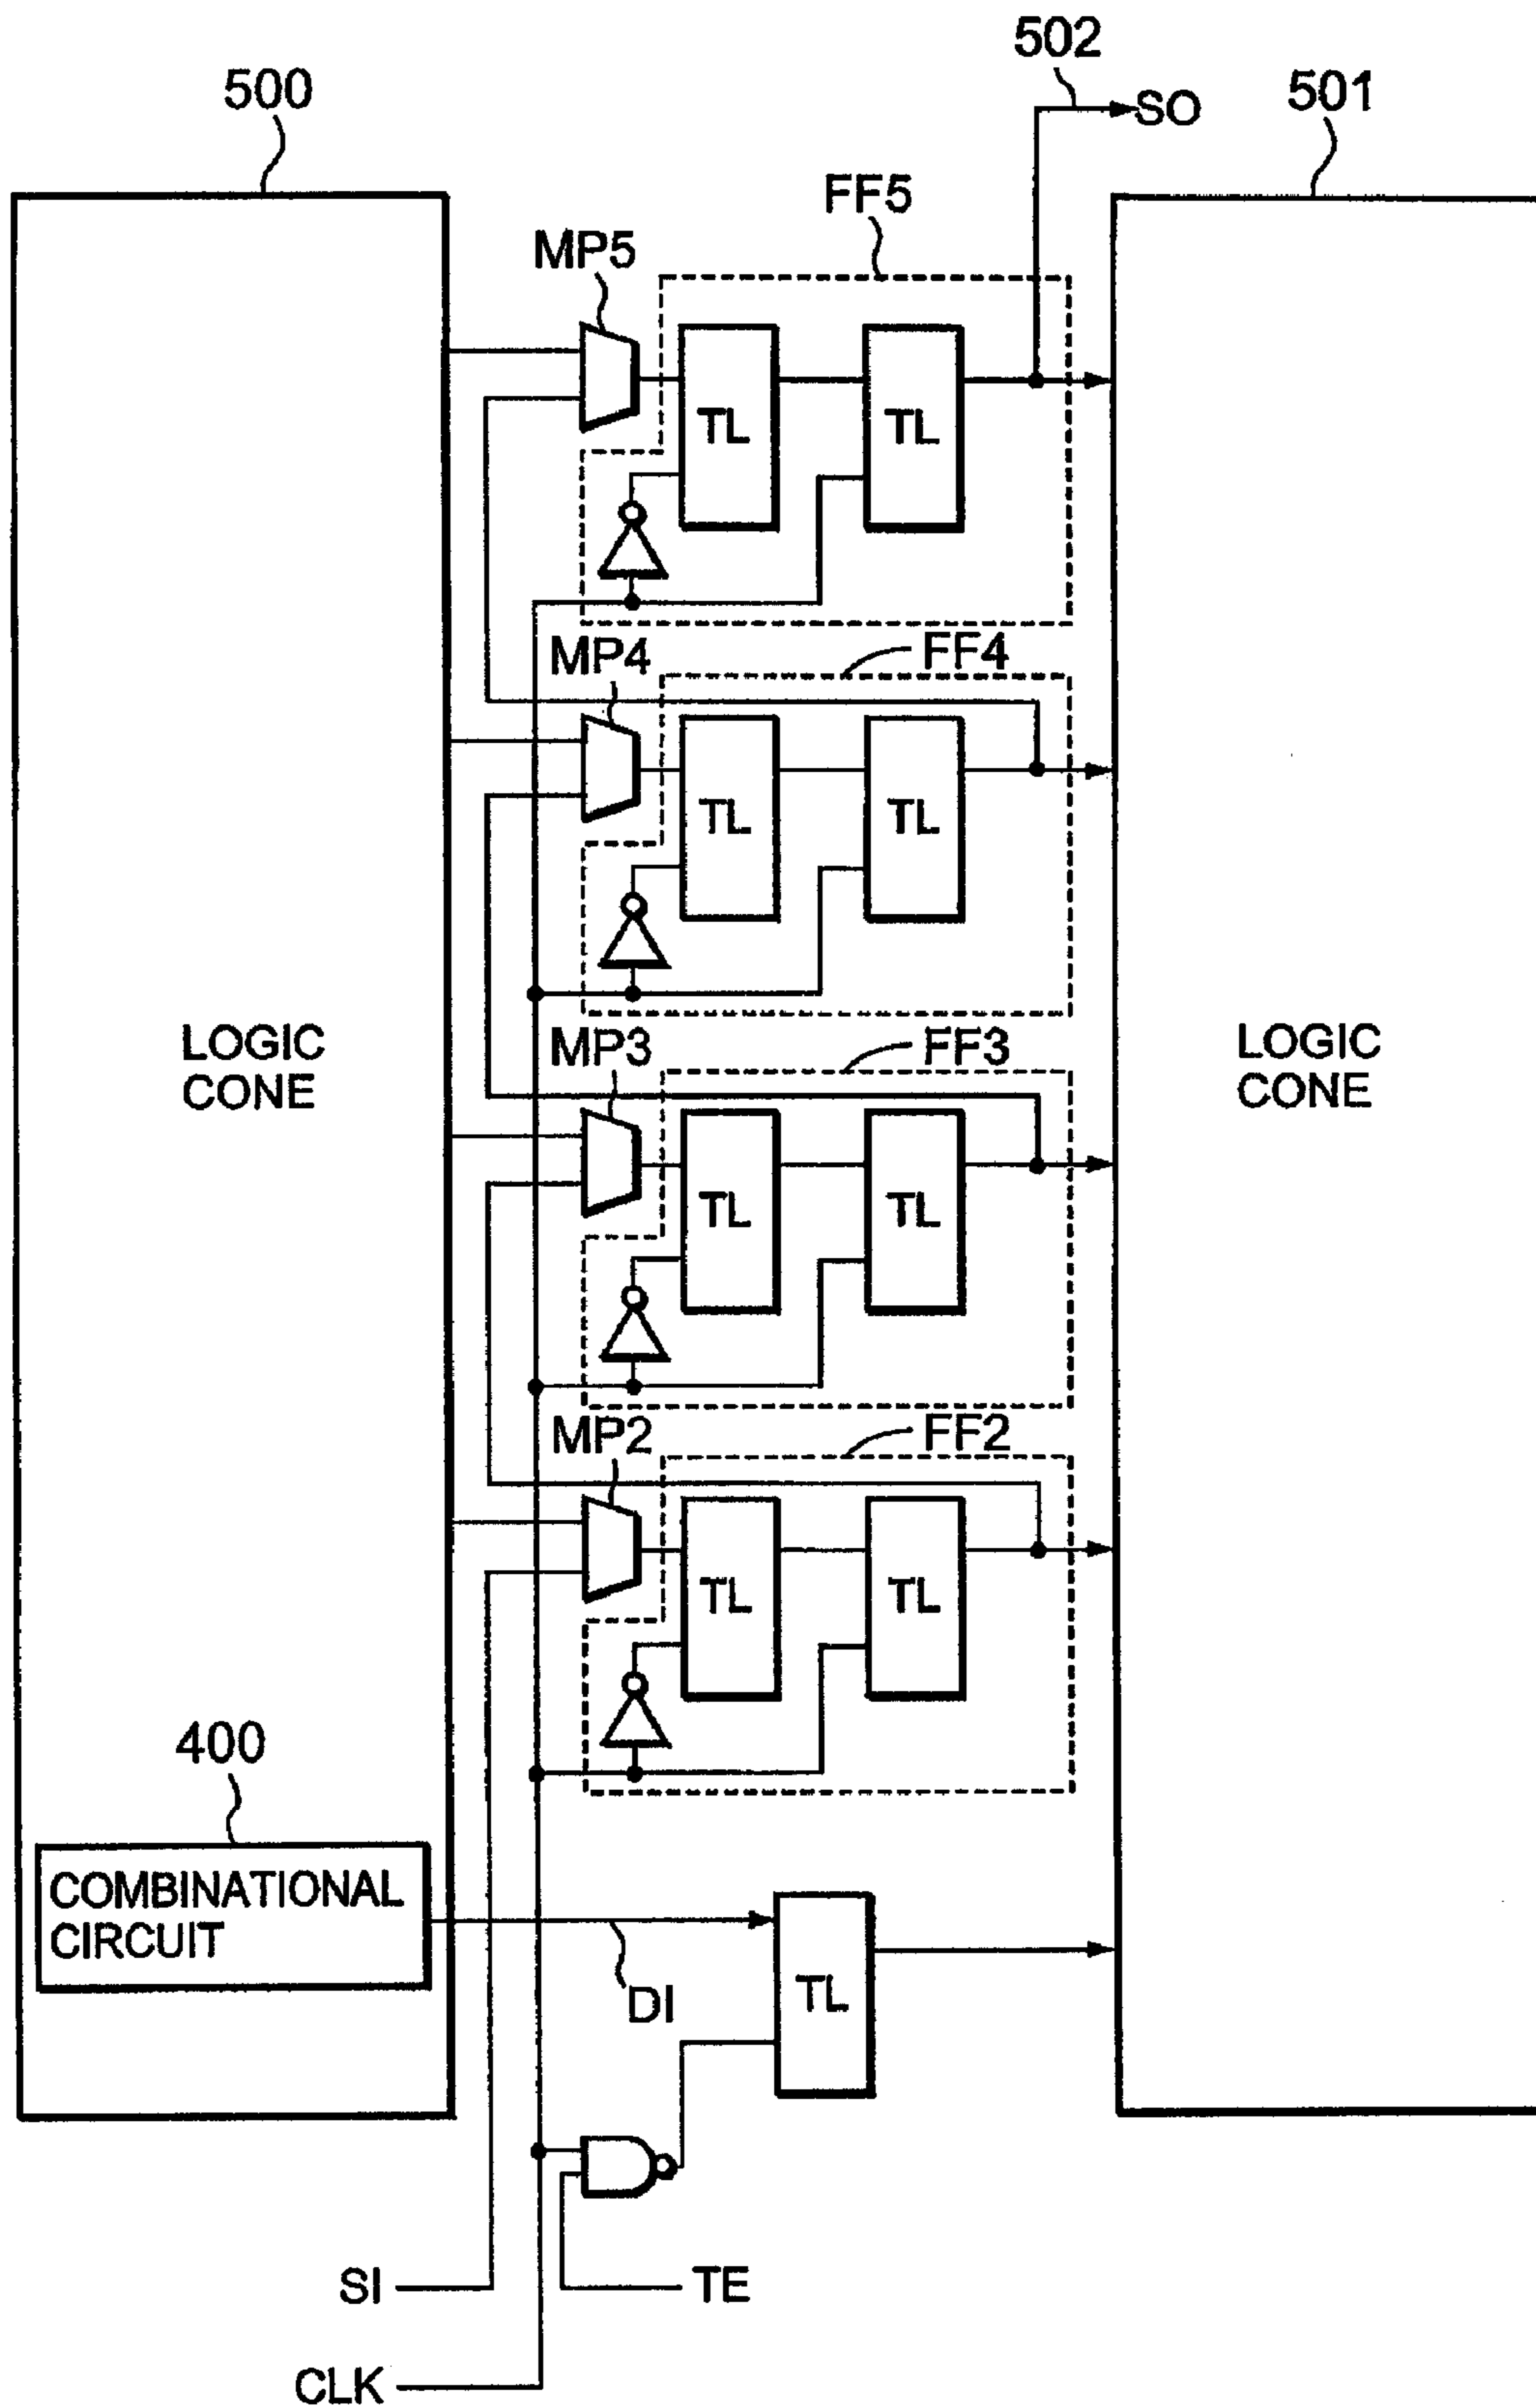 502
500
SO
501
FF5
MP5
TL
TL
MP4
FF4
TL
TL
LOGIC
CONE
MP3
FF3
LOGIC
CONE
TL
TL
MP2
FF2
TL
TL
400
COMBINATIONAL
CIRCUIT
DI
TL
SI
TE
CLK